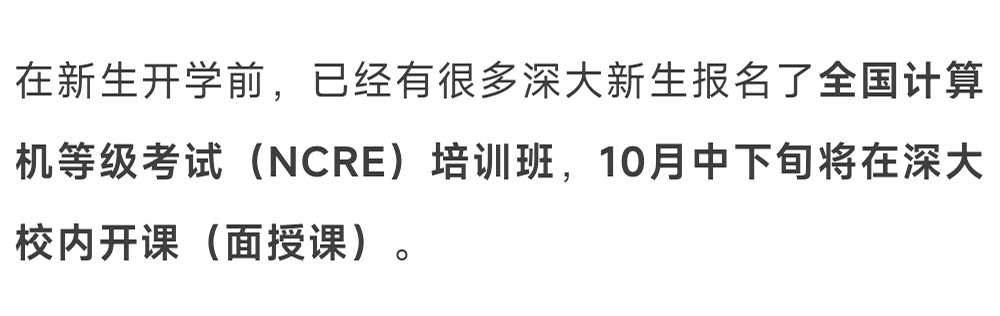 在新生开学前，已经有很多深大新生报名了全国计算
机等级考试（NCRE）培训班，10月中下旬将在深大
校内开课（面授课）。